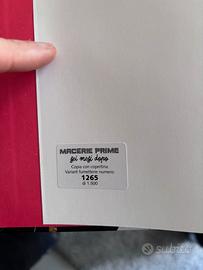 MACERIE PRIME
sei mesi dopo
Copia con copertina
Variant fumetterie numero
1265
di 1.500
subito